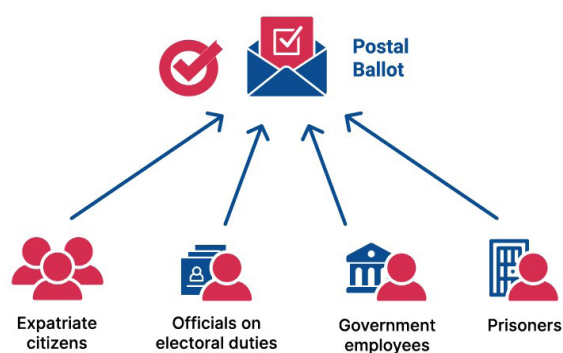 Postal
Ballot
Expatriate
citizens
Officials on
electoral duties
Government
employees
Prisoners